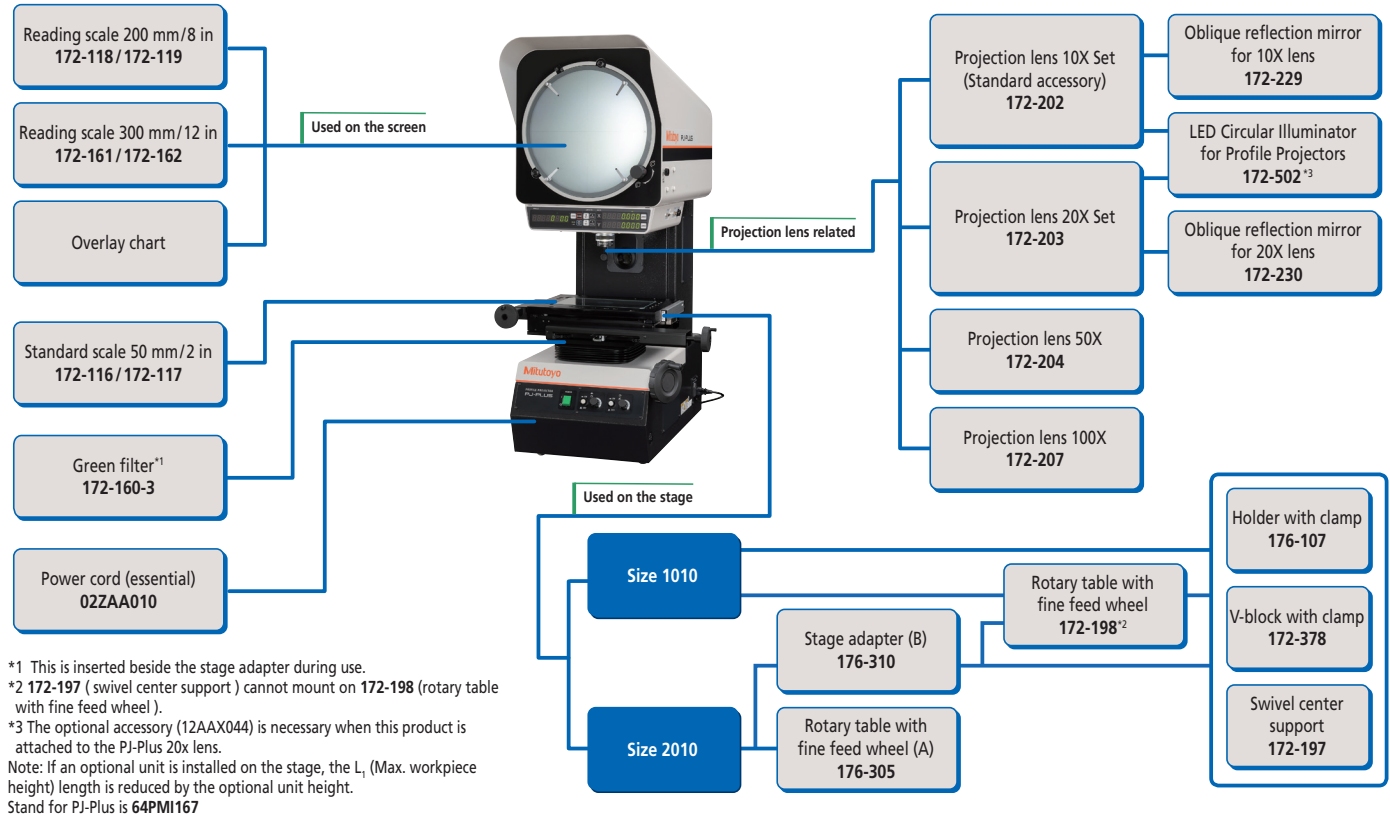 Reading scale 200 mm/8 in
172-118/172-119
Reading scale 300 mm/12 in
172-161/172-162
Overlay chart
Used on the screen
Standard scale 50 mm/2 in
172-116/172-117
Green filter*1
172-160-3
Power cord (essential)
02ZAA010
Mitutoyo PJ-PLUS
Mitutoyo
PJ-PLUS
Projection lens related
Projection lens 10X Set
(Standard accessory)
172-202
Projection lens 20X Set
172-203
Projection lens 50X
172-204
Projection lens 100X
172-207
Oblique reflection mirror
for 10X lens
172-229
LED Circular Illuminator
for Profile Projectors
172-502*3
Oblique reflection mirror
for 20X lens
172-230
Used on the stage
Size 1010
Size 2010
Stage adapter (B)
176-310
Rotary table with
fine feed wheel (A)
176-305
Rotary table with
fine feed wheel
172-198*2
Holder with clamp
176-107
V-block with clamp
172-378
Swivel center
support
172-197
*1 This is inserted beside the stage adapter during use.
*2 172-197 ( swivel center support ) cannot mount on 172-198 (rotary table
with fine feed wheel ).
*3 The optional accessory (12AAX044) is necessary when this product is
attached to the PJ-Plus 20x lens.
Note: If an optional unit is installed on the stage, the L1 (Max. workpiece
height) length is reduced by the optional unit height.
Stand for PJ-Plus is 64PMI167